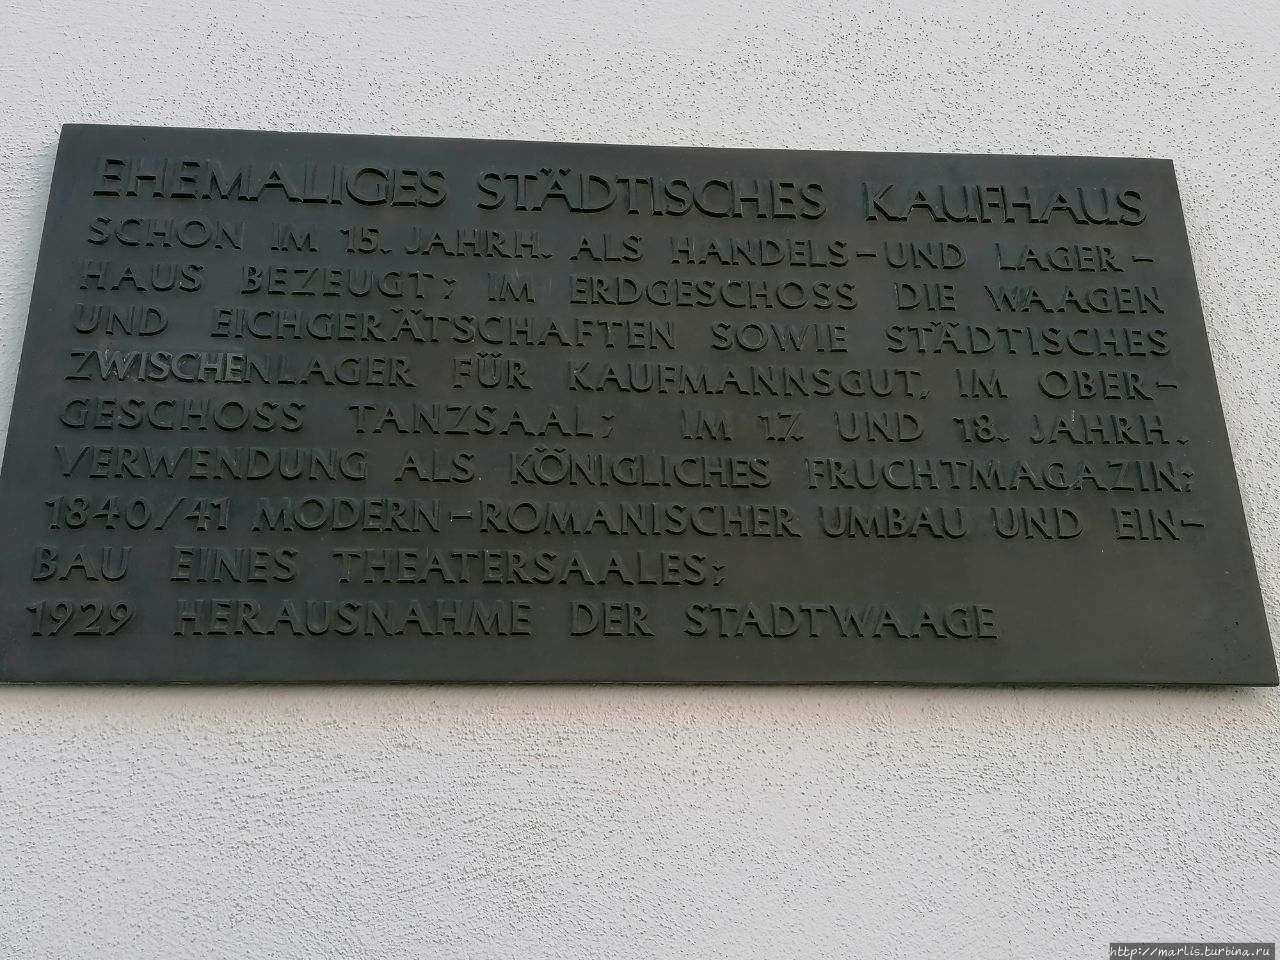 EHEMALIGES STÄDTISCHES KAUFHAUS
SCHON IM 15. JAHRH. ALS HANDELS-UND LAGER-
HAUS BEZEUGT; IM ERDGESCHOSS DIE WAAGEN
UND EICHGERÄTSCHAFTEN SOWIE STÄDTISCHES
ZWISCHENLAGER FÜR KAUFMANNSGUT, IM OBER-
GESCHOSS TANZSAAL; IM 17. UND 18. JAHRH.
VERWENDUNG ALS KÖNIGLICHES FRUCHTMAGAZIN;
1840/41 MODERN-ROMANISCHER UMBAU UND EIN-
BAU EINES THEATERSAALES;
1929 HERAUSNAHME DER STADTWAAGE
http://marlis.turbina.ru